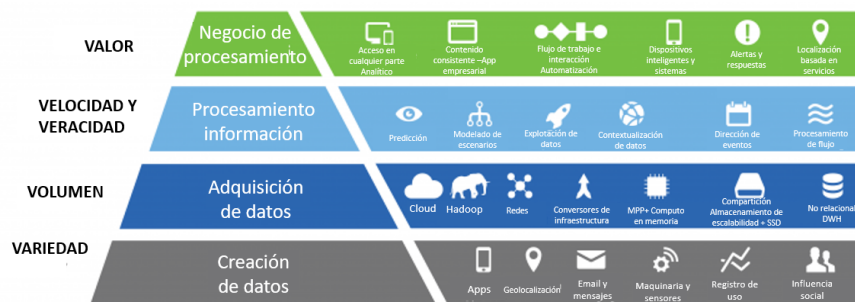 VALOR
Negocio de
procesamiento
Acceso en
cualquier parte
Analítico
Contenido
consistente –App
empresarial
Flujo de trabajo e
interacción
Automatización
Dispositivos
inteligentes y
sistemas
Alertas y
respuestas
Localización
basada en
servicios
VELOCIDAD Y
VERACIDAD
Procesamiento
información
Predicción
Modelado de
escenarios
Explotación de
datos
Contextualización
de datos
Dirección de
eventos
Procesamiento
de flujo
VOLUMEN
Adquisición
de datos
Cloud
Hadoop
Redes
Conversores de
infraestructura
MPP+ Computo
en memoria
Compartición
Almacenamiento de
escalabilidad + SSD
No relacional
DWH
VARIEDAD
Creación
de datos
Apps
Geolocalización
Email y
mensajes
Maquinaria y
sensores
Registro de
uso
Influencia
social